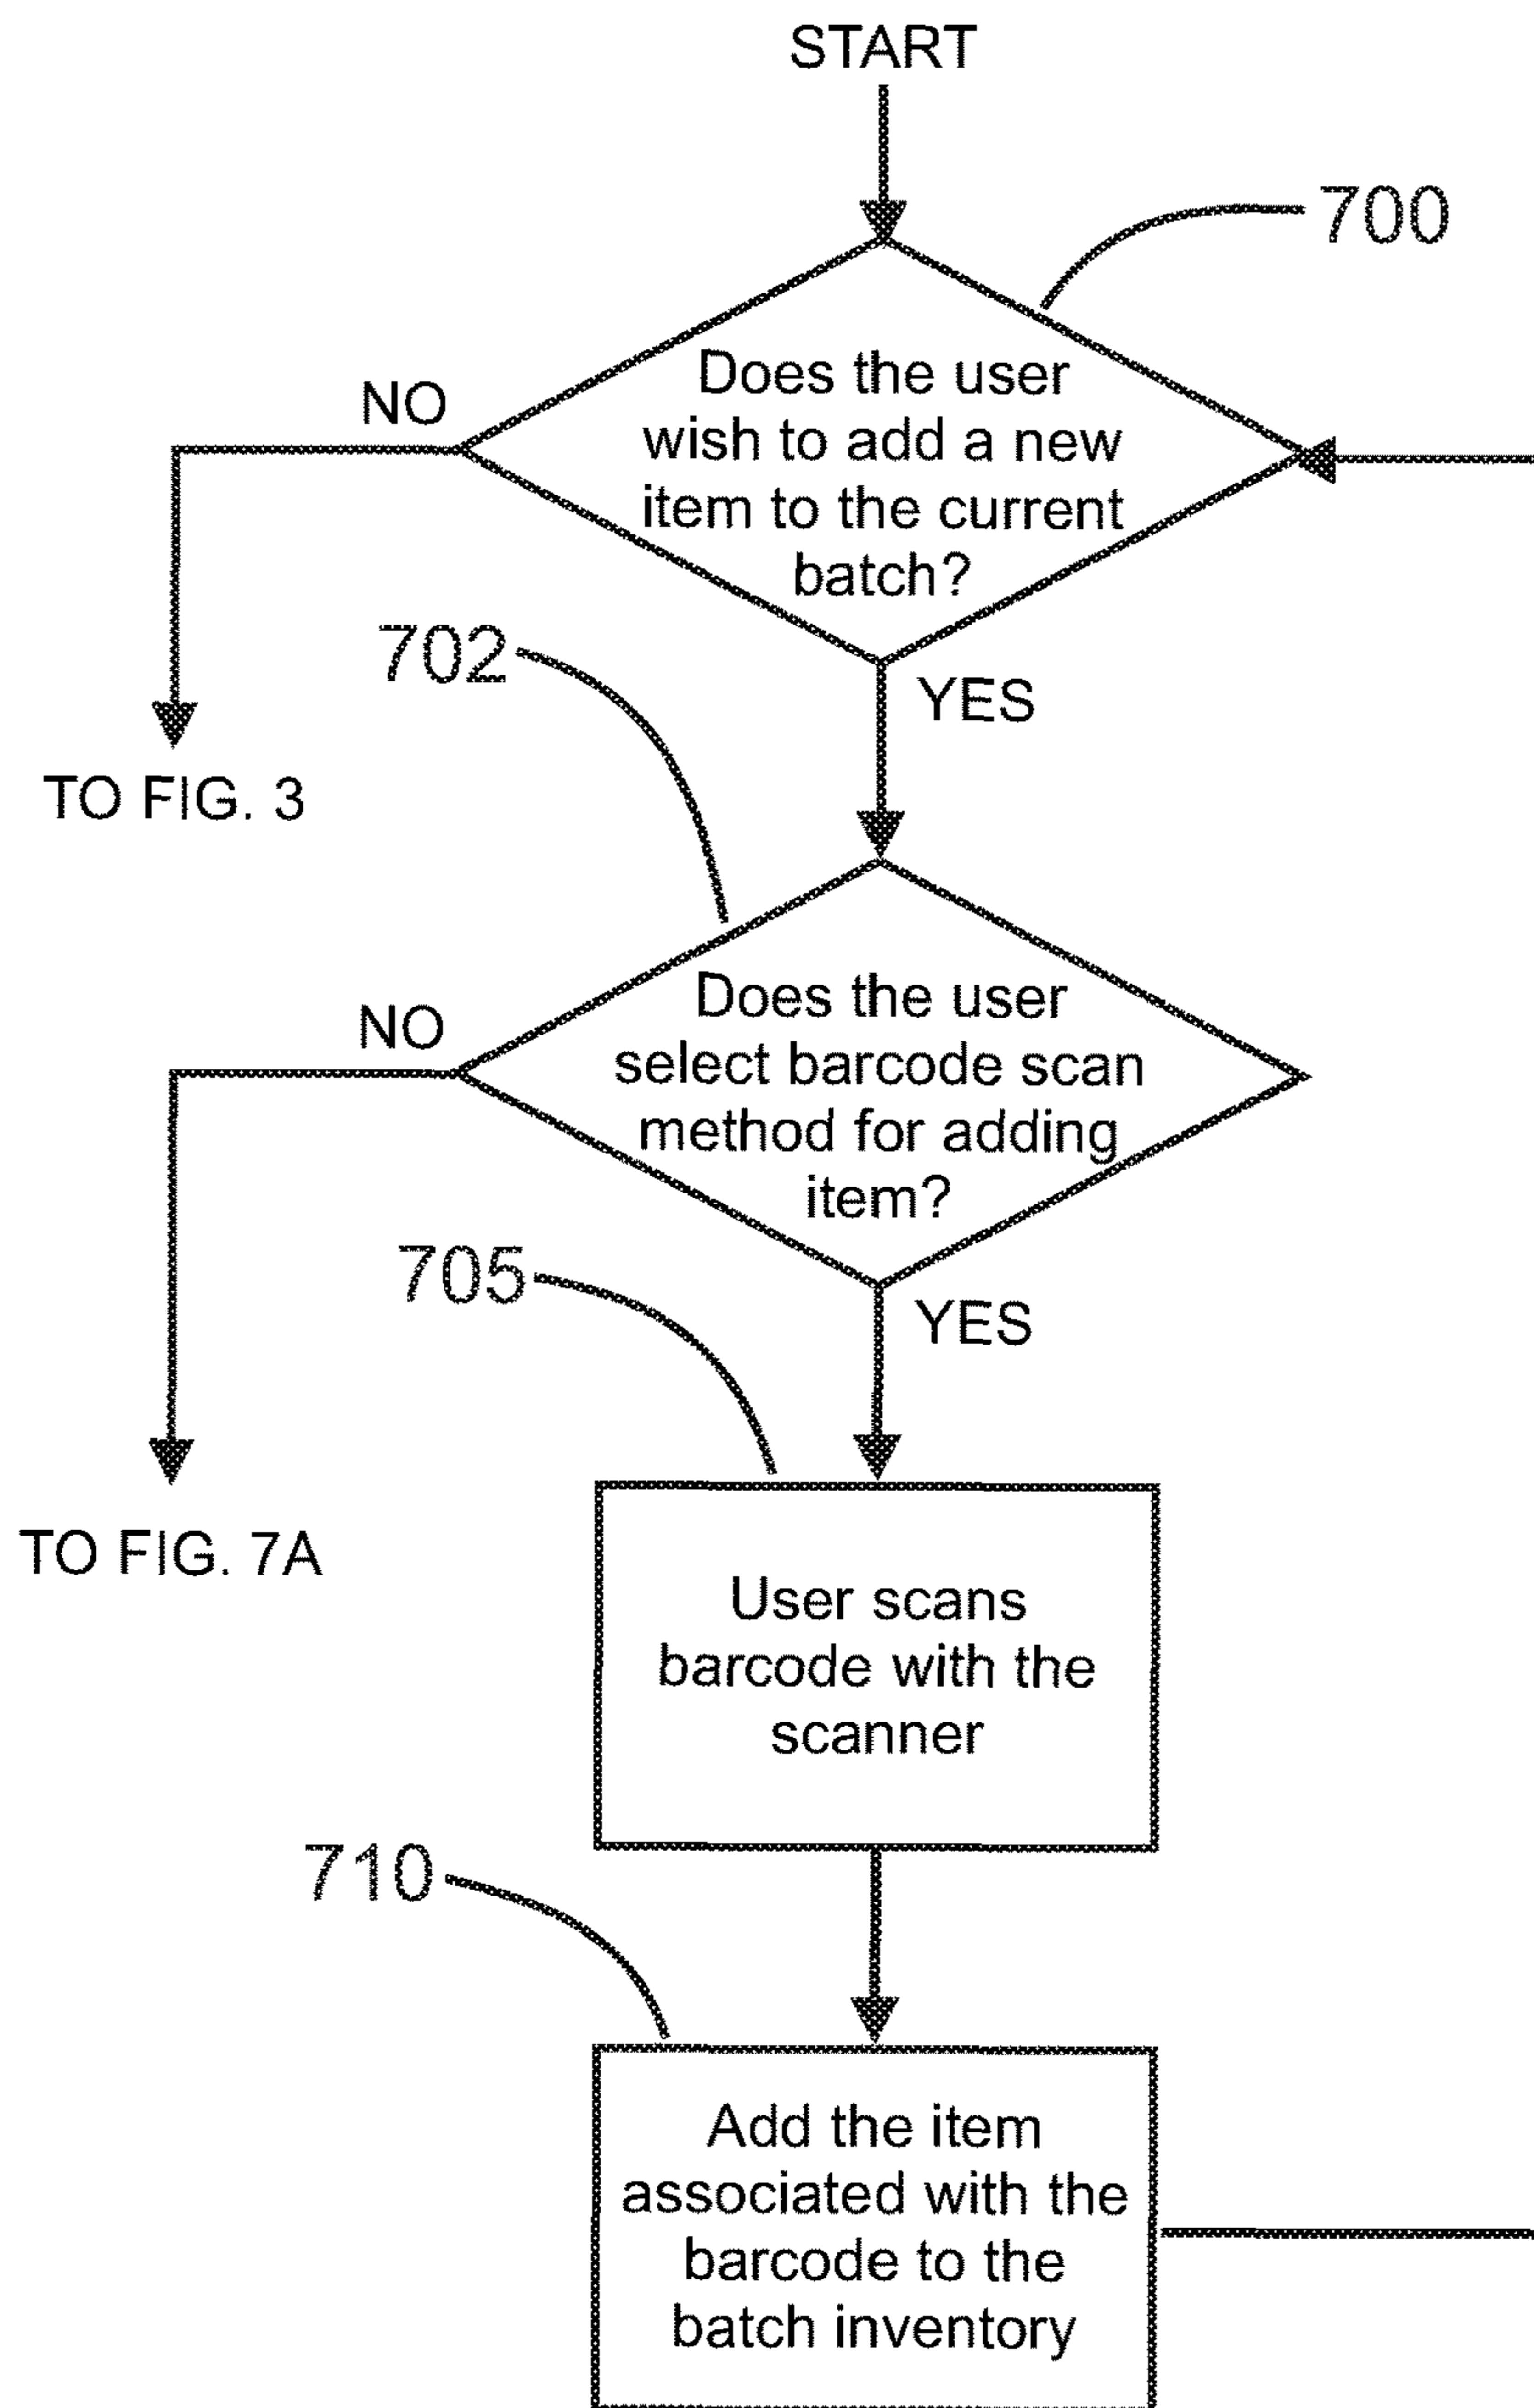 START
700
Does the user
wish to add a new
item to the current
batch?
NO
702
YES
TO FIG. 3
Does the user
select barcode scan
method for adding
item?
NO
705
YES
TO FIG. 7A
User scans
barcode with the
scanner
710
Add the item
associated with the
barcode to the
batch inventory